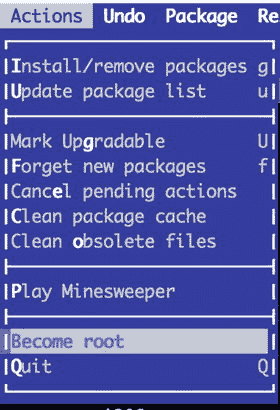 Actions Undo Package Re
Install/remove packages g
Update package list u
Mark Upgradable U
Forget new packages f
Cancel pending actions
Clean package cache
Clean obsolete files
Play Minesweeper
Become root
Quit Q